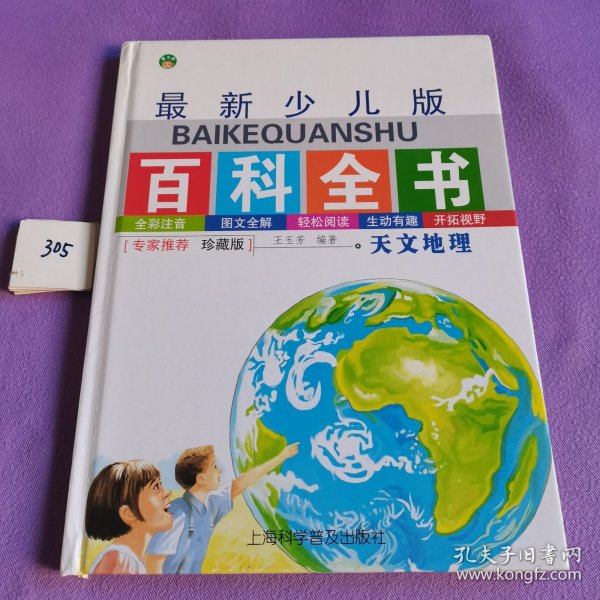 最新少儿版
BAIKEQUANSHU
百科全书
全彩注音 图文全解 轻松阅读 生动有趣 开拓视野
[专家推荐 珍藏版] 王玉芳 编著 。天文地理
305
上海科学普及出版社
孔夫子旧书网
www.kongfz.com